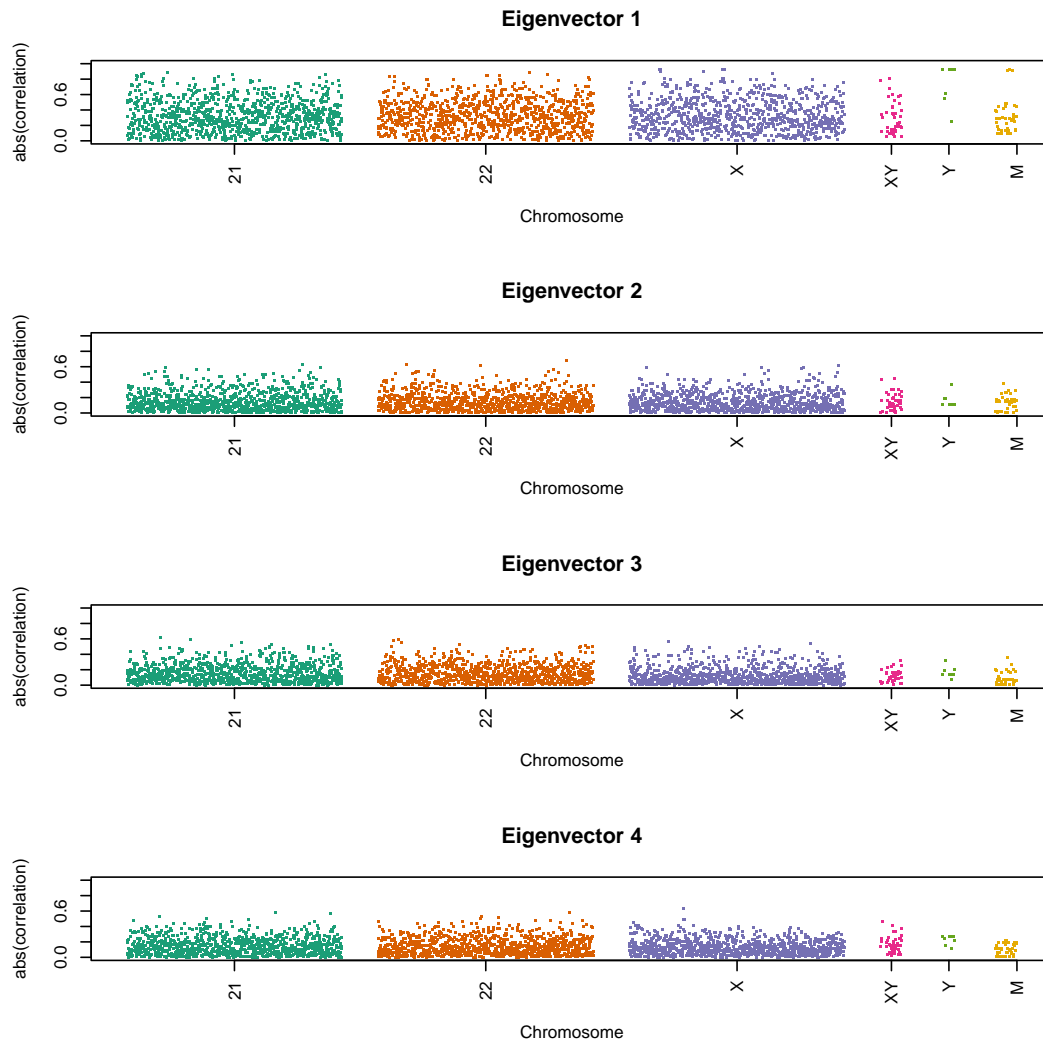 Eigenvector 1
abs(correlation)
0.6
0.0
21
22
X
XY
Y
M
Chromosome
Eigenvector 2
abs(correlation)
0.6
0.0
21
22
X
XY
Y
M
Chromosome
Eigenvector 3
abs(correlation)
0.6
0.0
21
22
X
XY
Y
M
Chromosome
Eigenvector 4
abs(correlation)
0.6
0.0
21
22
X
XY
Y
M
Chromosome